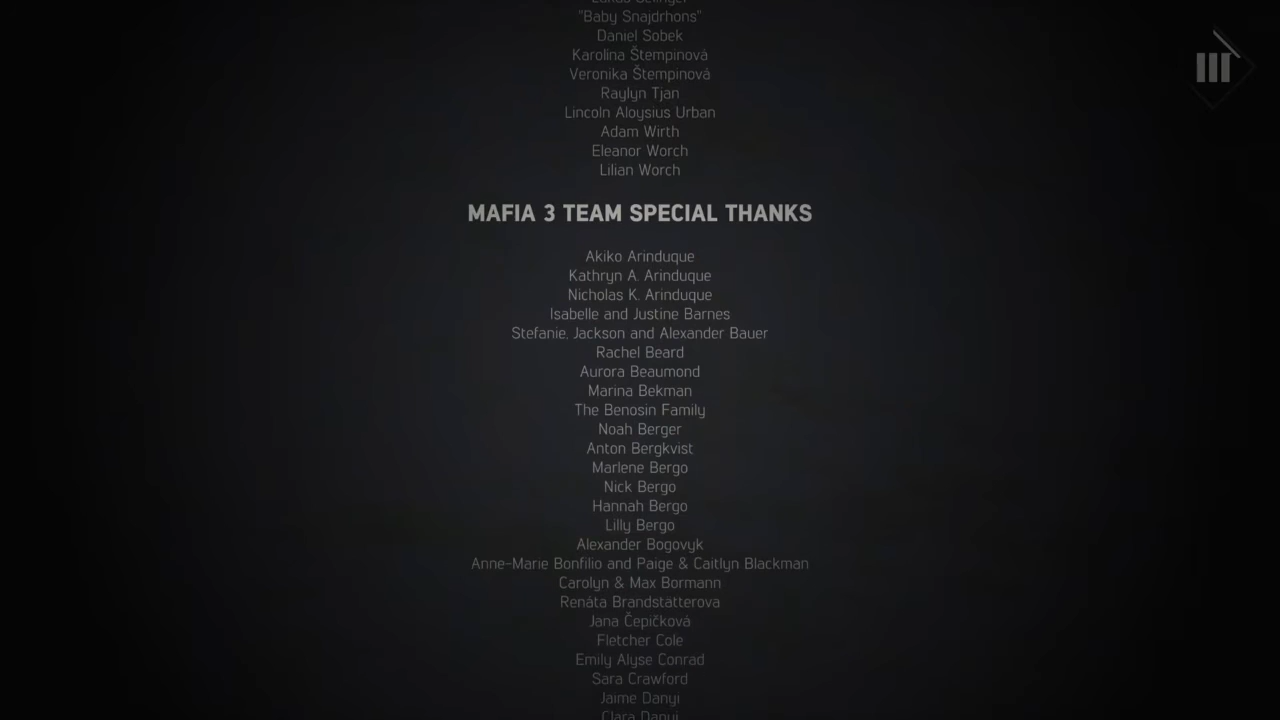 "Baby Snajdrhons"
Daniel Sobek
Karolína Štempinová
Veronika Štempinová
Raylyn Tjan
Lincoln Aloysius Urban
Adam Wirth
Eleanor Worch
Lilian Worch
MAFIA 3 TEAM SPECIAL THANKS
Akiko Arinduque
Kathryn A. Arinduque
Nicholas K. Arinduque
Isabelle and Justine Barnes
Stefanie, Jackson and Alexander Bauer
Rachel Beard
Aurora Beaumond
Marina Bekman
The Benosin Family
Noah Berger
Anton Bergkvist
Marlene Bergo
Nick Bergo
Hannah Bergo
Lilly Bergo
Alexander Bogovyk
Anne-Marie Bonfilio and Paige & Caitlyn Blackman
Carolyn & Max Bormann
Renáta Brandstätterova
Jana Čepičková
Fletcher Cole
Emily Alyse Conrad
Sara Crawford
Jaime Danyi
Clara Danyi